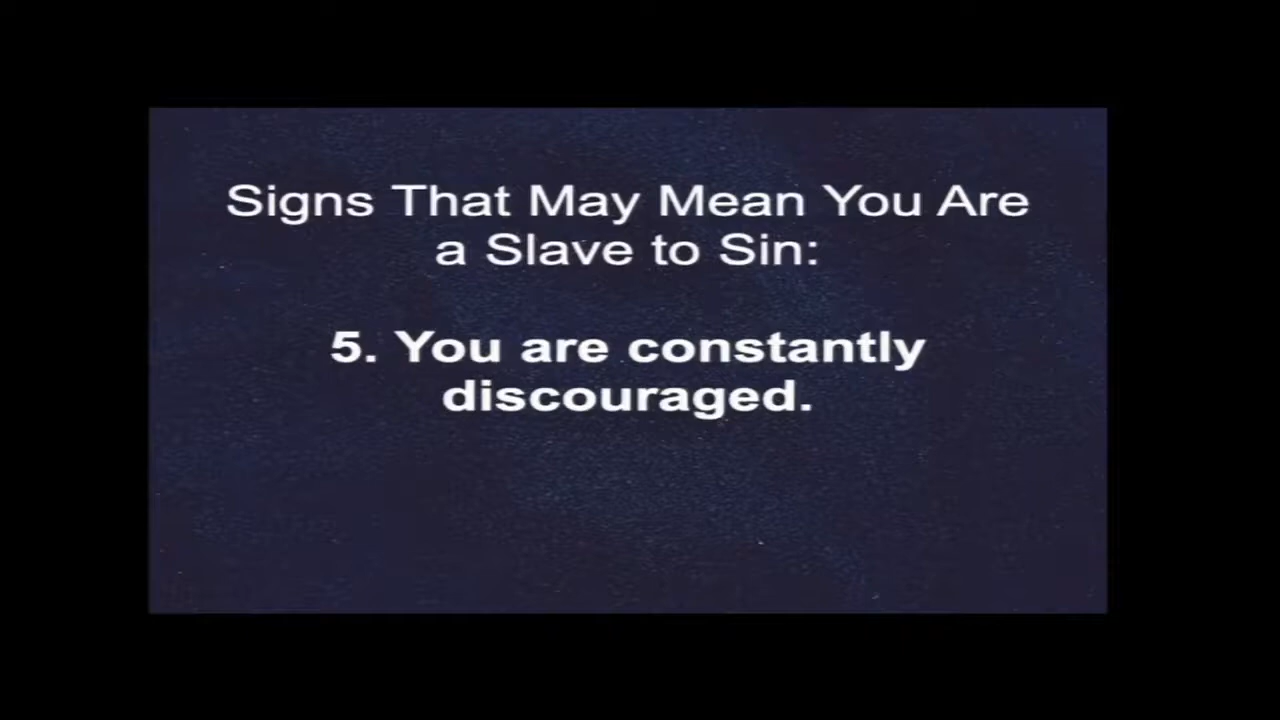 Signs That May Mean You Are
a Slave to Sin:
5. You are constantly
discouraged.